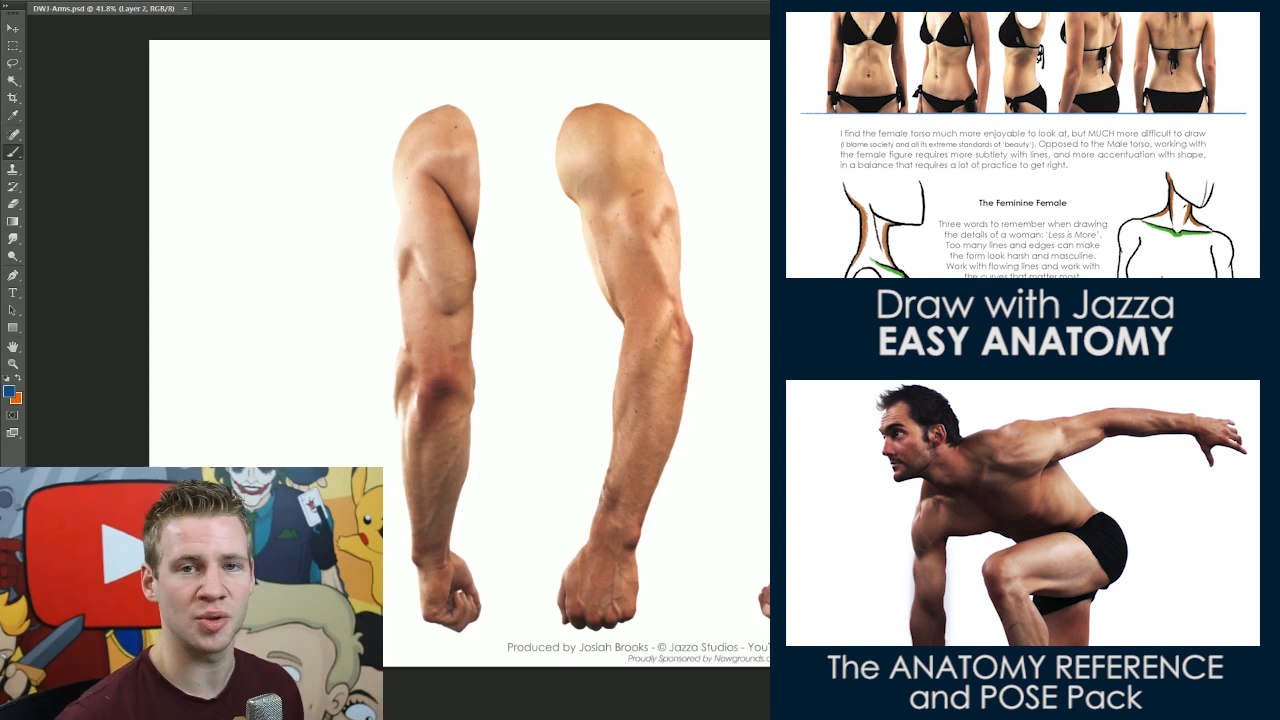 DWJ-Arms.psd @ 41.8% (Layer 2, RGB/8) ×
Produced by Josiah Brooks - © Jazza Studios - YouT
Proudly Sponsored by Newgrounds.c
I find the female torso much more enjoyable to look at, but MUCH more difficult to draw
(I blame society and all its extreme standards of 'beauty'). Opposed to the Male torso, working with
the female figure requires more subtlety with lines, and more accentuation with shape,
in a balance that requires a lot of practice to get right.
The Feminine Female
Three words to remember when drawing
the details of a woman: 'Less is More'.
Too many lines and edges can make
the form look harsh and masculine.
Work with flowing lines and work with
the curves that matter most
Draw with Jazza
EASY ANATOMY
The ANATOMY REFERENCE
and POSE Pack